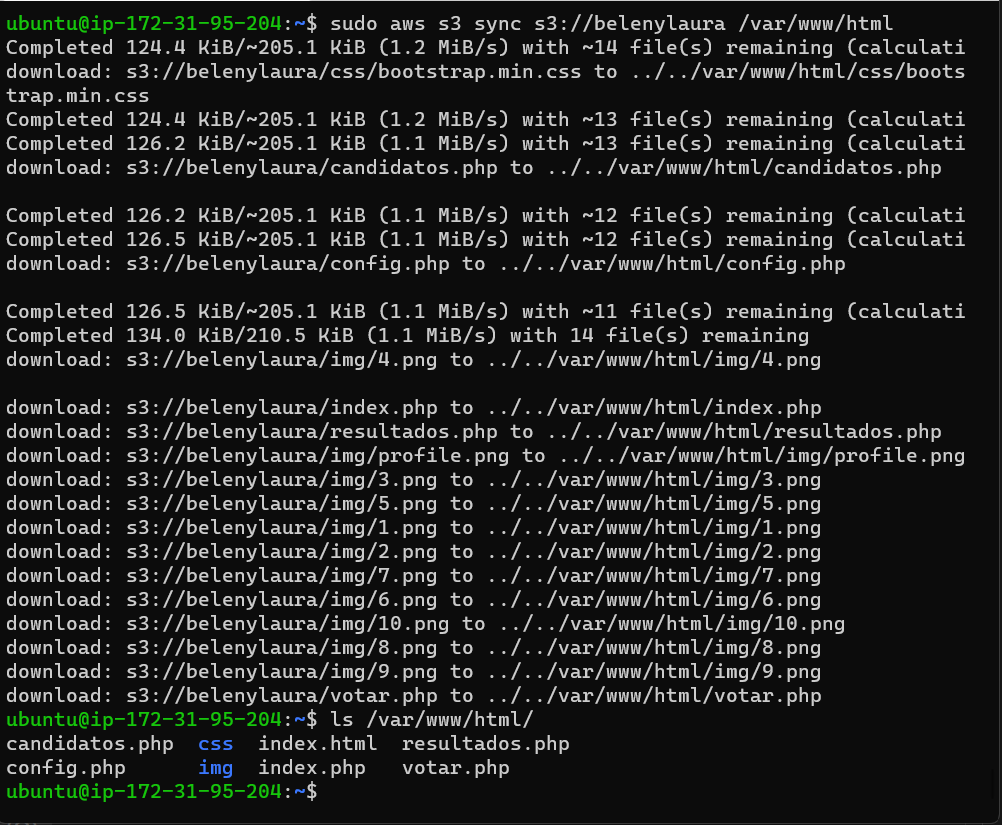 ubuntu@ip-172-31-95-204:~$ sudo aws s3 sync s3://belenylaura /var/www/html
Completed 124.4 KiB/~205.1 KiB (1.2 MiB/s) with ~14 file(s) remaining (calculati
download: s3://belenylaura/css/bootstrap.min.css to ../../var/www/html/css/boots
trap.min.css
Completed 124.4 KiB/~205.1 KiB (1.2 MiB/s) with ~13 file(s) remaining (calculati
Completed 126.2 KiB/~205.1 KiB (1.1 MiB/s) with ~13 file(s) remaining (calculati
download: s3://belenylaura/candidatos.php to ../../var/www/html/candidatos.php
Completed 126.2 KiB/~205.1 KiB (1.1 MiB/s) with ~12 file(s) remaining (calculati
Completed 126.5 KiB/~205.1 KiB (1.1 MiB/s) with ~12 file(s) remaining (calculati
download: s3://belenylaura/config.php to ../../var/www/html/config.php
Completed 126.5 KiB/~205.1 KiB (1.1 MiB/s) with ~11 file(s) remaining (calculati
Completed 134.0 KiB/210.5 KiB (1.1 MiB/s) with 14 file(s) remaining
download: s3://belenylaura/img/4.png to ../../var/www/html/img/4.png
download: s3://belenylaura/index.php to ../../var/www/html/index.php
download: s3://belenylaura/resultados.php to ../../var/www/html/resultados.php
download: s3://belenylaura/img/profile.png to ../../var/www/html/img/profile.png
download: s3://belenylaura/img/3.png to ../../var/www/html/img/3.png
download: s3://belenylaura/img/5.png to ../../var/www/html/img/5.png
download: s3://belenylaura/img/1.png to ../../var/www/html/img/1.png
download: s3://belenylaura/img/2.png to ../../var/www/html/img/2.png
download: s3://belenylaura/img/7.png to ../../var/www/html/img/7.png
download: s3://belenylaura/img/6.png to ../../var/www/html/img/6.png
download: s3://belenylaura/img/10.png to ../../var/www/html/img/10.png
download: s3://belenylaura/img/8.png to ../../var/www/html/img/8.png
download: s3://belenylaura/img/9.png to ../../var/www/html/img/9.png
download: s3://belenylaura/votar.php to ../../var/www/html/votar.php
ubuntu@ip-172-31-95-204:~$ ls /var/www/html/
candidatos.php  css  index.html  resultados.php
config.php      img  index.php   votar.php
ubuntu@ip-172-31-95-204:~$